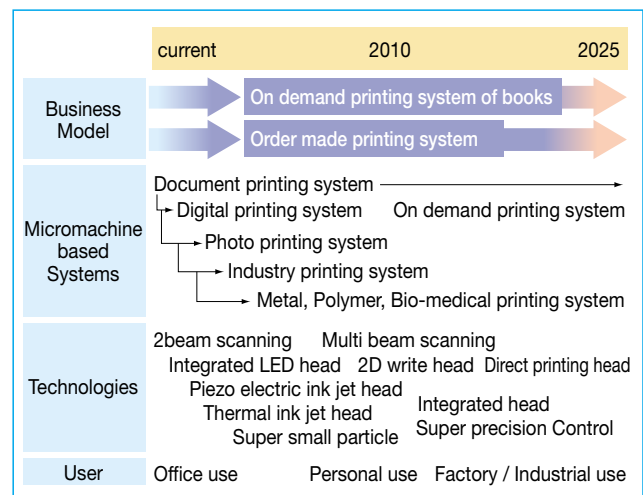 current 2010 2025
Business
Model
On demand printing system of books
Order made printing system
Micromachine
based
Systems
Document printing system
Digital printing system On demand printing system
Photo printing system
Industry printing system
Metal, Polymer, Bio-medical printing system
Technologies
2beam scanning Multi beam scanning
Integrated LED head 2D write head Direct printing head
Piezo electric ink jet head
Integrated head
Thermal ink jet head
Super precision Control
Super small particle
User
Office use Personal use Factory / Industrial use